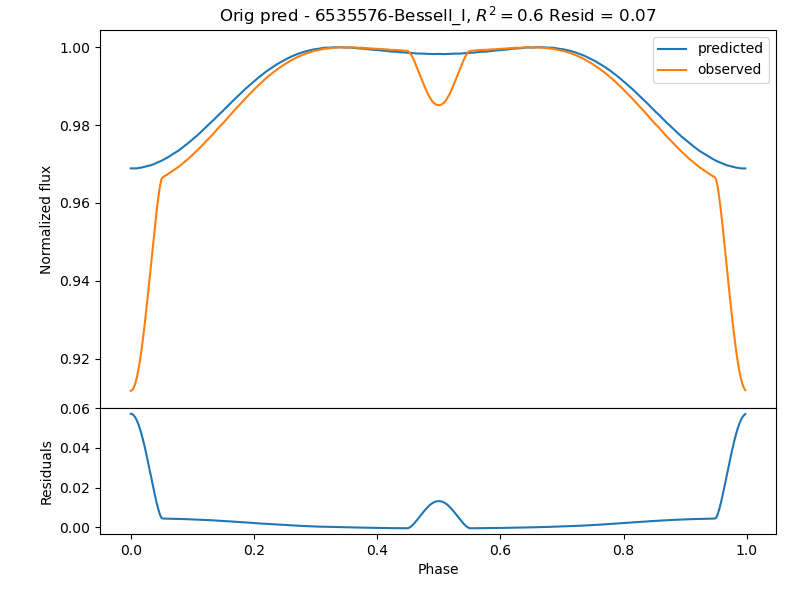 Orig pred - 6535576-Bessell_I, R² = 0.6 Resid = 0.07
predicted
observed
Normalized flux
1.00
0.98
0.96
0.94
0.92
0.06
0.04
0.02
0.00
Residuals
0.0 0.2 0.4 0.6 0.8 1.0
Phase